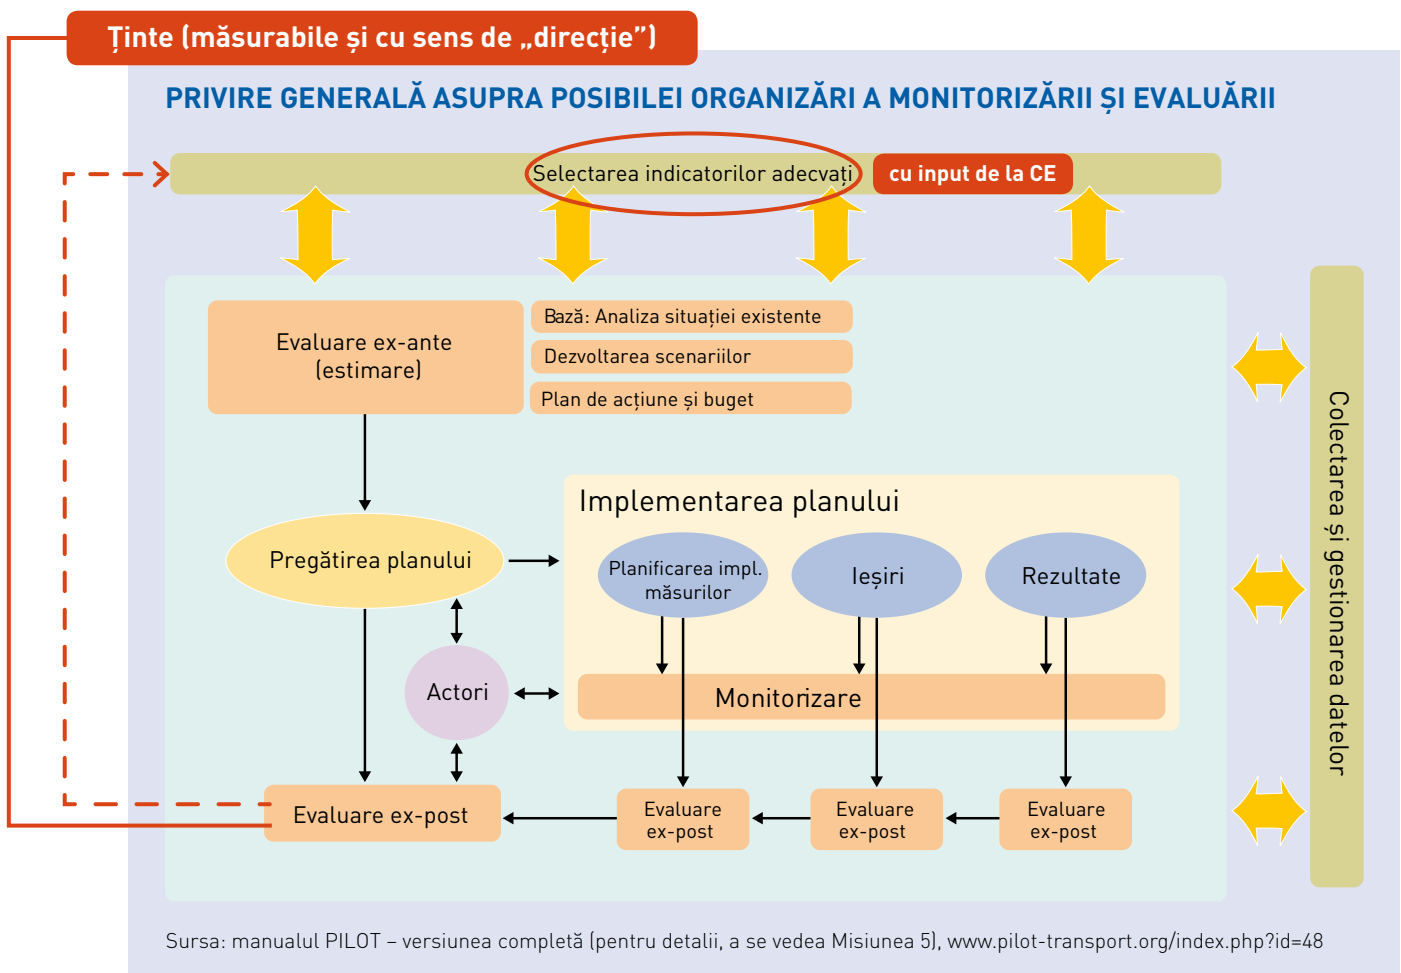 Ținte (măsurabile și cu sens de „direcție”)
PRIVIRE GENERALĂ ASUPRA POSIBILEI ORGANIZĂRI A MONITORIZĂRII ȘI EVALUĂRII
Selectarea indicatorilor adecvați
cu input de la CE
Evaluare ex-ante
(estimare)
Bază: Analiza situației existente
Dezvoltarea scenariilor
Plan de acțiune și buget
Colectarea și gestionarea datelor
Implementarea planului
Pregătirea planului
Planificarea impl.
măsurilor
Ieșiri
Rezultate
Actori
Monitorizare
Evaluare ex-post
Evaluare
ex-post
Evaluare
ex-post
Evaluare
ex-post
Sursa: manualul PILOT – versiunea completă (pentru detalii, a se vedea Misiunea 5), www.pilot-transport.org/index.php?id=48